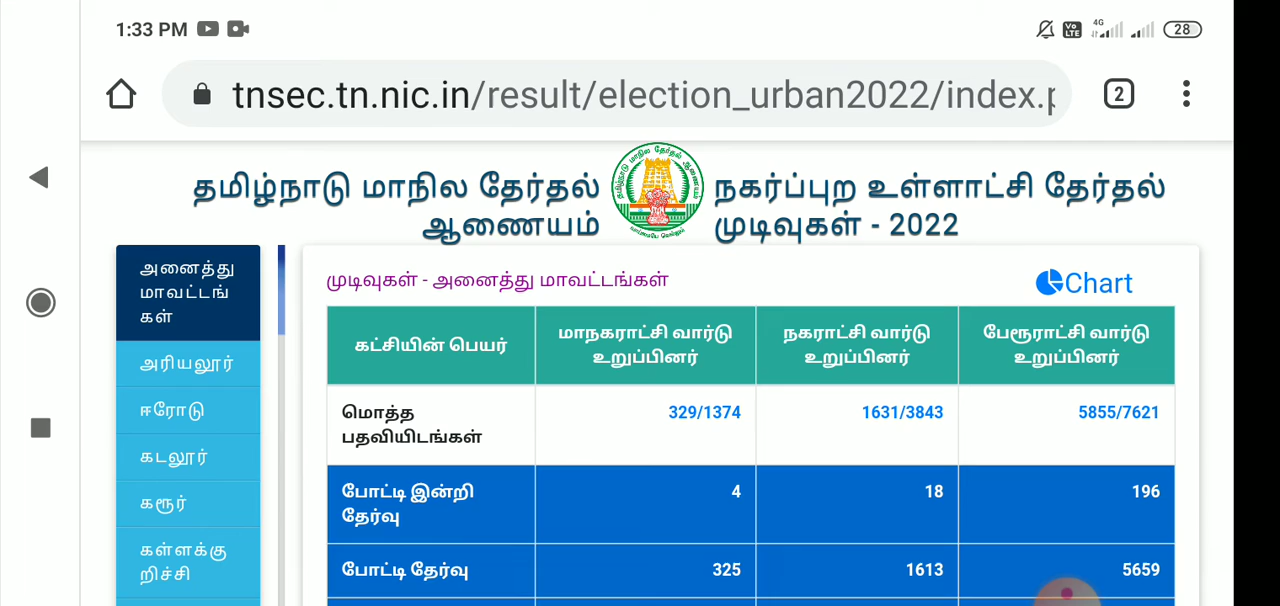 1:33 PM
Vo LTE 4G 28
tnsec.tn.nic.in/result/election_urban2022/index.p
2
தமிழ்நாடு மாநில தேர்தல்
ஆணையம்
நகர்ப்புற உள்ளாட்சி தேர்தல்
முடிவுகள் - 2022
அனைத்து
மாவட்டங்
கள்
அரியலூர்
ஈரோடு
கடலூர்
கரூர்
கள்ளக்கு
றிச்சி
முடிவுகள் - அனைத்து மாவட்டங்கள்
Chart
கட்சியின் பெயர்
மாநகராட்சி வார்டு
உறுப்பினர்
நகராட்சி வார்டு
உறுப்பினர்
பேரூராட்சி வார்டு
உறுப்பினர்
மொத்த
பதவியிடங்கள்
329/1374
1631/3843
5855/7621
போட்டி இன்றி
தேர்வு
4
18
196
போட்டி தேர்வு
325
1613
5659